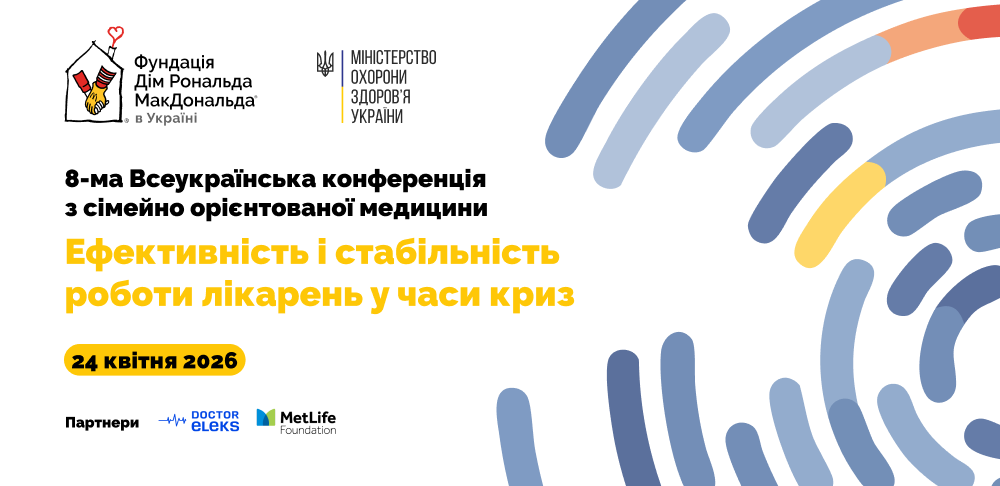 Фундація
Дім Рональда
МакДональда®
в Україні
МІНІСТЕРСТВО
ОХОРОНИ
ЗДОРОВ'Я
УКРАЇНИ
8-ма Всеукраїнська конференція
з сімейно орієнтованої медицини
Ефективність і стабільність
роботи лікарень у часи криз
24 квітня 2026
Партнери
DOCTOR
eLEKS
MetLife
Foundation